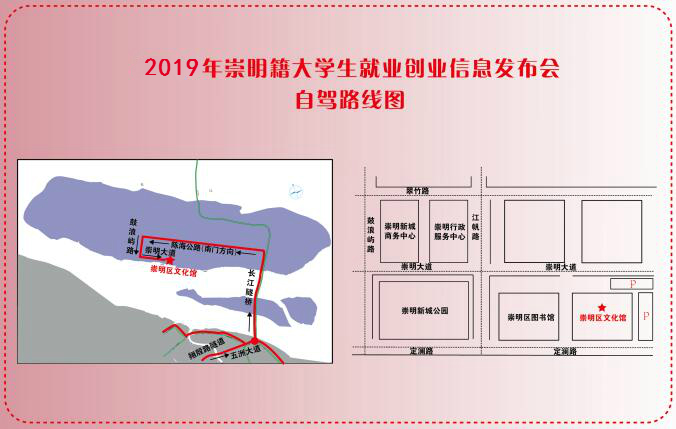 2019年崇明籍大学生就业创业信息发布会
自驾路线图
鼓浪屿路
陈海公路(南门方向)
崇明大道
崇明区文化馆
长江隧桥
翔殷路隧道
五洲大道
翠竹路
鼓浪屿路
崇明新城
商务中心
崇明行政
服务中心
江帆路
崇明大道
崇明大道
崇明新城公园
崇明区图书馆
崇明区文化馆
P
P
定澜路
定澜路